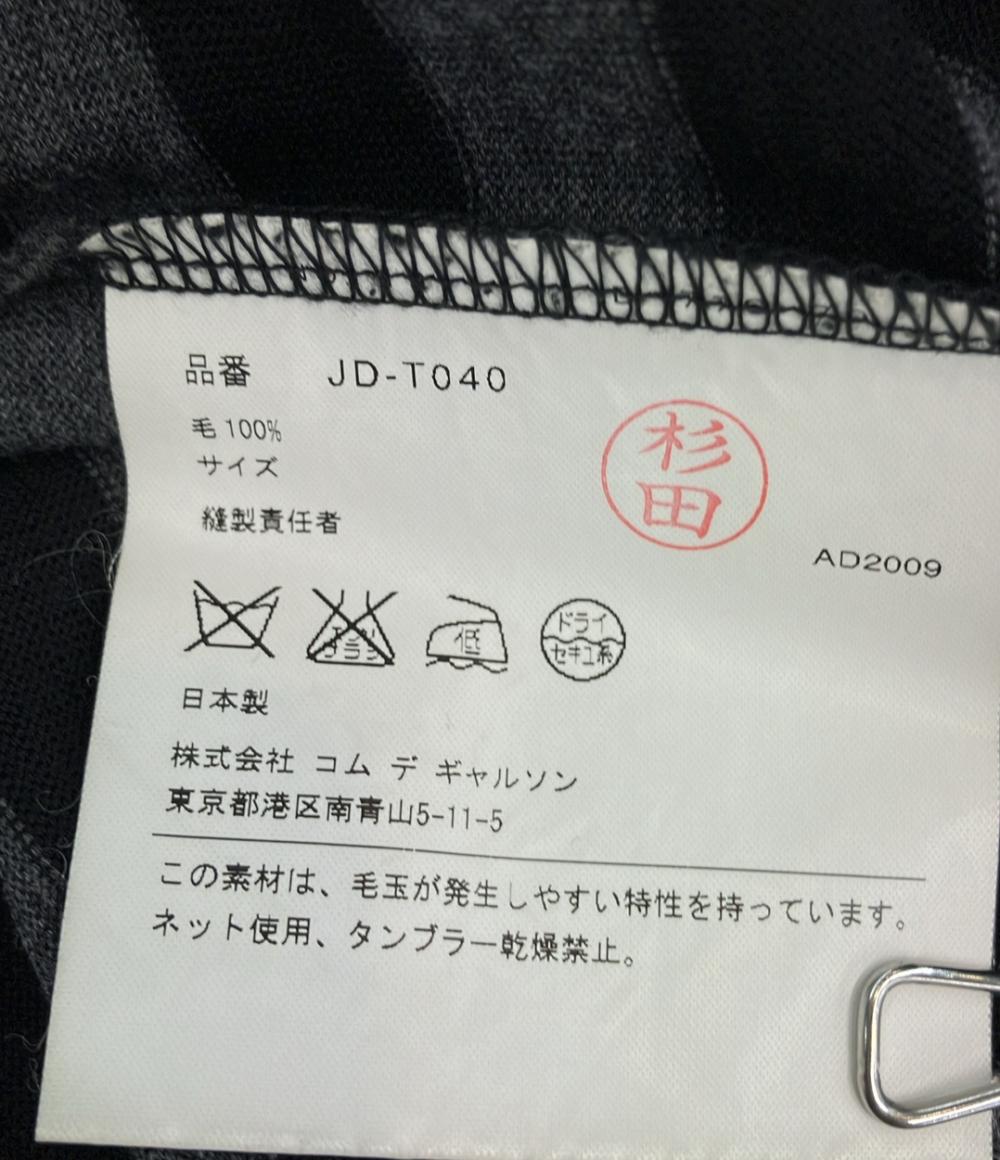 品番 JD-T040
毛 100%
サイズ
縫製責任者
杉田
AD2009
低
ドライ
セキユ系
日本製
株式会社 コム デ ギャルソン
東京都港区南青山5-11-5
この素材は、毛玉が発生しやすい特性を持っています。
ネット使用、タンブラー乾燥禁止。